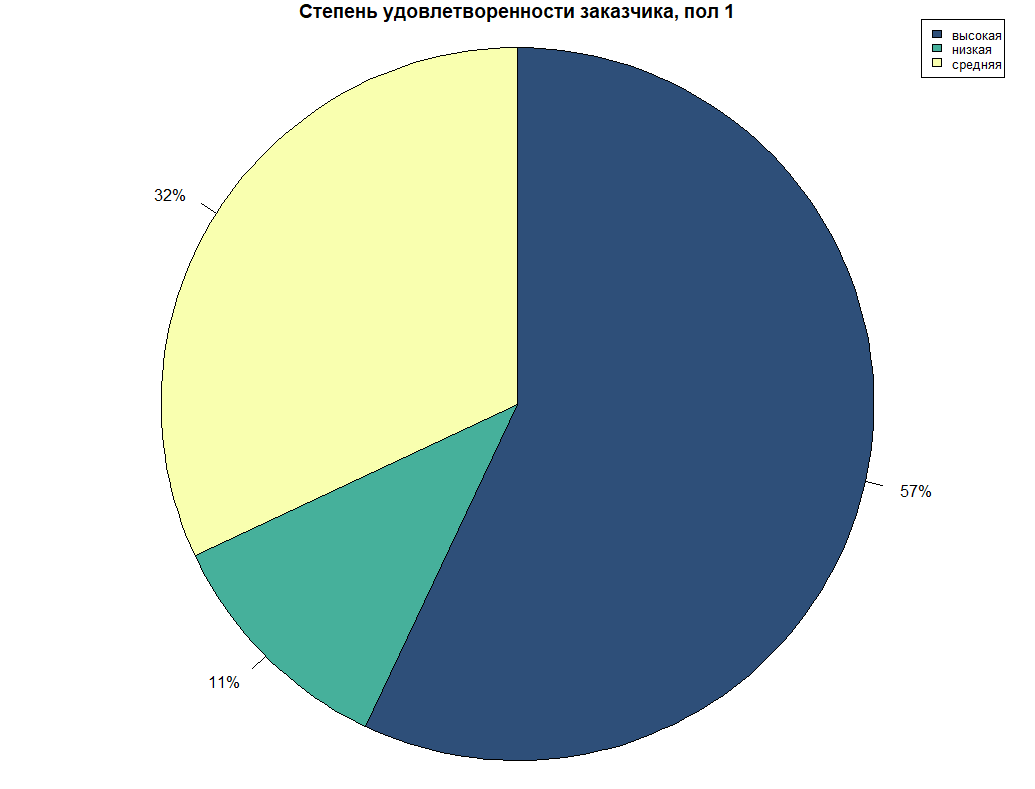 Степень удовлетворенности заказчика, пол 1
высокая
низкая
средняя
32%
57%
11%